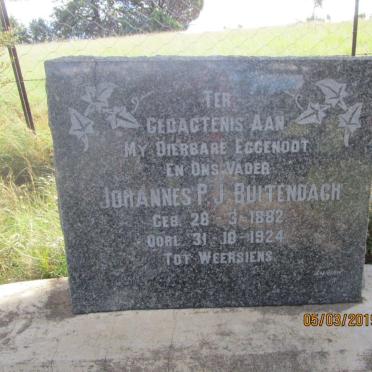 TER
GEDAGTENIS AAN
MY DIERBARE EGGENOOT
EN ONS VADER
JOHANNES P. J. BUITENDACH
GEB. 28-3-1882
OORL. 31-10-1924
TOT WEERSIENS
05/03/2015